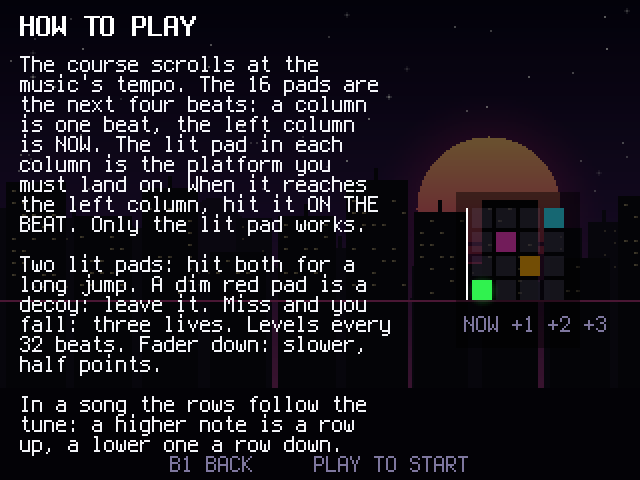 HOW TO PLAY
The course scrolls at the
music's tempo. The 16 pads are
the next four beats: a column
is one beat, the left column
is NOW. The lit pad in each
column is the platform you
must land on. When it reaches
the left column, hit it ON THE
BEAT. Only the lit pad works.
Two lit pads: hit both for a
long jump. A dim red pad is a
decoy: leave it. Miss and you
fall: three lives. Levels every
32 beats. Fader down: slower,
half points.
In a song the rows follow the
tune: a higher note is a row
up, a lower one a row down.
NOW +1 +2 +3
B1 BACK PLAY TO START